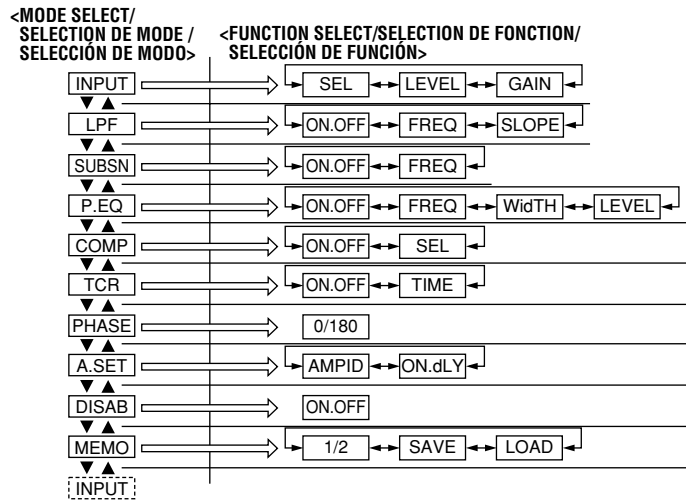 <MODE SELECT/
SELECTION DE MODE /
SELECCIÓN DE MODO>
<FUNCTION SELECT/SELECTION DE FONCTION/
SELECCIÓN DE FUNCIÓN>
INPUT SEL LEVEL GAIN
LPF ON.OFF FREQ SLOPE
SUBSN ON.OFF FREQ
P.EQ ON.OFF FREQ WidTH LEVEL
COMP ON.OFF SEL
TCR ON.OFF TIME
PHASE 0/180
A.SET AMPID ON.dLY
DISAB ON.OFF
MEMO 1/2 SAVE LOAD
INPUT